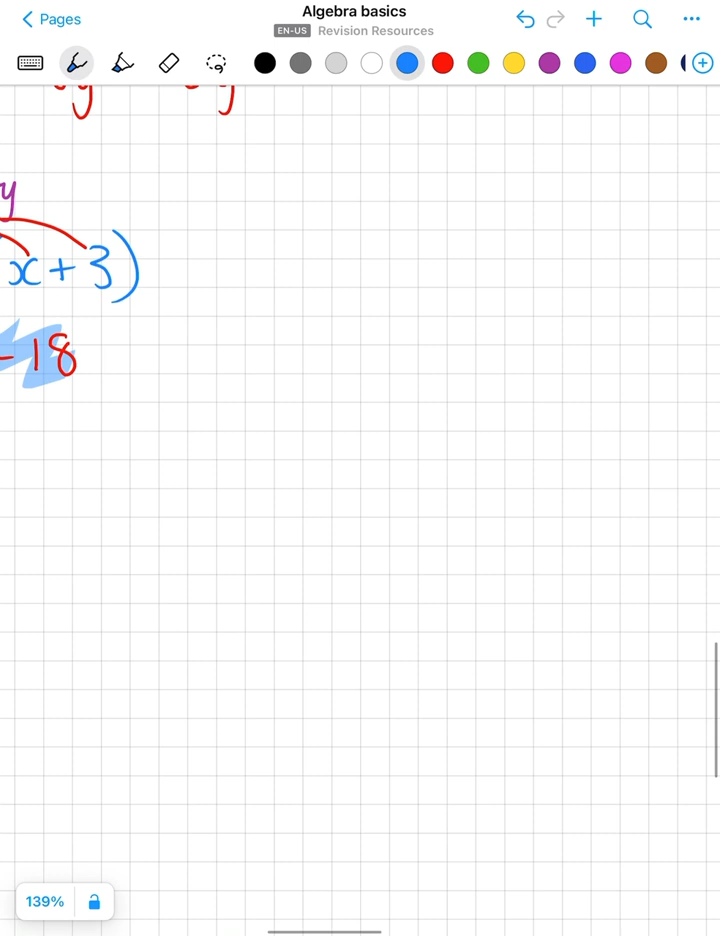 Pages
Algebra basics
EN-US Revision Resources
y
x + 3)
- 18
139%